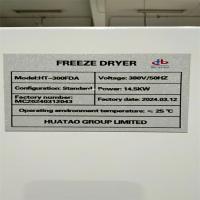 FREEZE DRYER
Model:HT-300FDA Voltage: 380V/50HZ
Configuration: Standard Power: 14.5KW
Factory number: MC20240312043 Factory date: 2024.03.12
Operating environment temperature: ≤ 25 ℃
HUATAO GROUP LIMITED